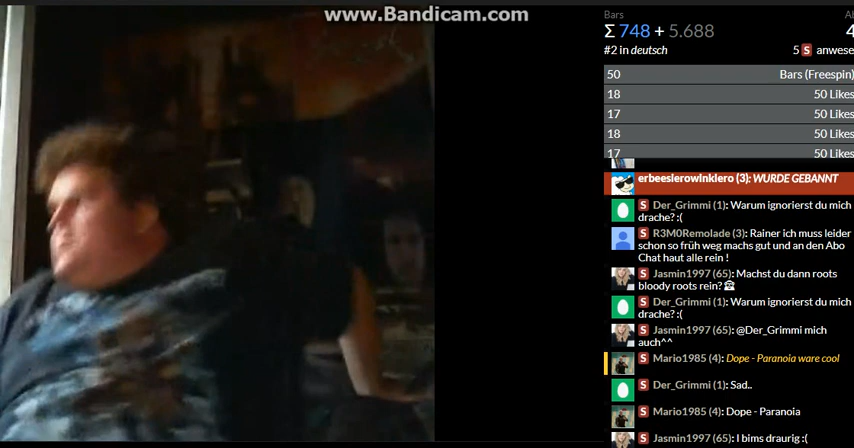 www.Bandicam.com
Bars
Σ 748 + 5.688
#2 in deutsch
5 S anwese
50 Bars (Freespin)
18 50 Likes
17 50 Likes
18 50 Likes
17 50 Likes
erbeeslerowinklero (3): WURDE GEBANNT
S Der_Grimmi (1): Warum ignorierst du mich
drache? :(
S R3M0Remolade (3): Rainer ich muss leider
schon so früh weg machs gut und an den Abo
Chat haut alle rein !
S Jasmin1997 (65): Machst du dann roots
bloody roots rein?
S Der_Grimmi (1): Warum ignorierst du mich
drache? :(
S Jasmin1997 (65): @Der_Grimmi mich
auch^^
S Mario1985 (4): Dope - Paranoia ware cool
S Der_Grimmi (1): Sad..
S Mario1985 (4): Dope - Paranoia
S Jasmin1997 (65): I bims draurig :(